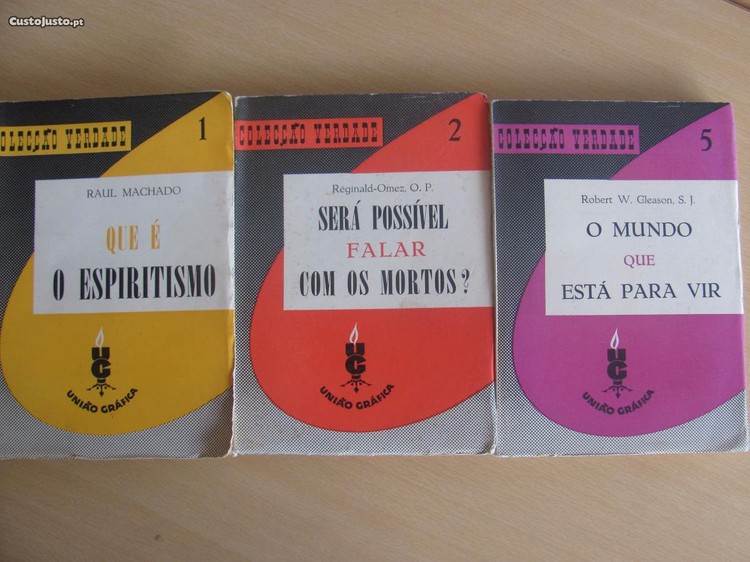 CustoJusto.pt
COLECÇÃO VERDADE
1
RAUL MACHADO
QUE É
O ESPIRITISMO
UG
UNIÃO GRÁFICA
COLECÇÃO VERDADE
2
Réginald-Omez, O. P.
SERÁ POSSÍVEL
FALAR
COM OS MORTOS?
UG
UNIÃO GRÁFICA
COLECÇÃO VERDADE
5
Robert W. Gleason, S. J.
O MUNDO
QUE
ESTÁ PARA VIR
UG
UNIÃO GRÁFICA